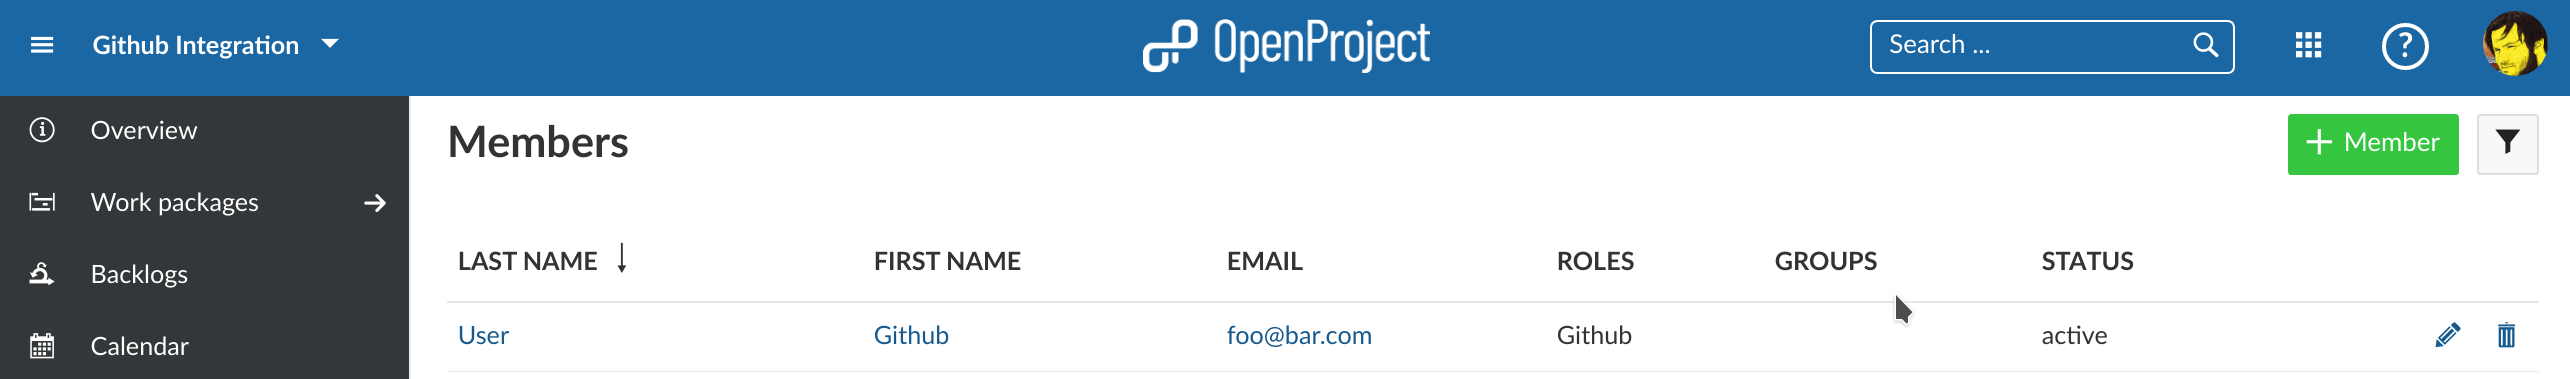 Github Integration
OpenProject
Search ...
?
Overview
Work packages
Backlogs
Calendar
Members
+ Member
LAST NAME FIRST NAME EMAIL ROLES GROUPS STATUS
User Github foo@bar.com Github active